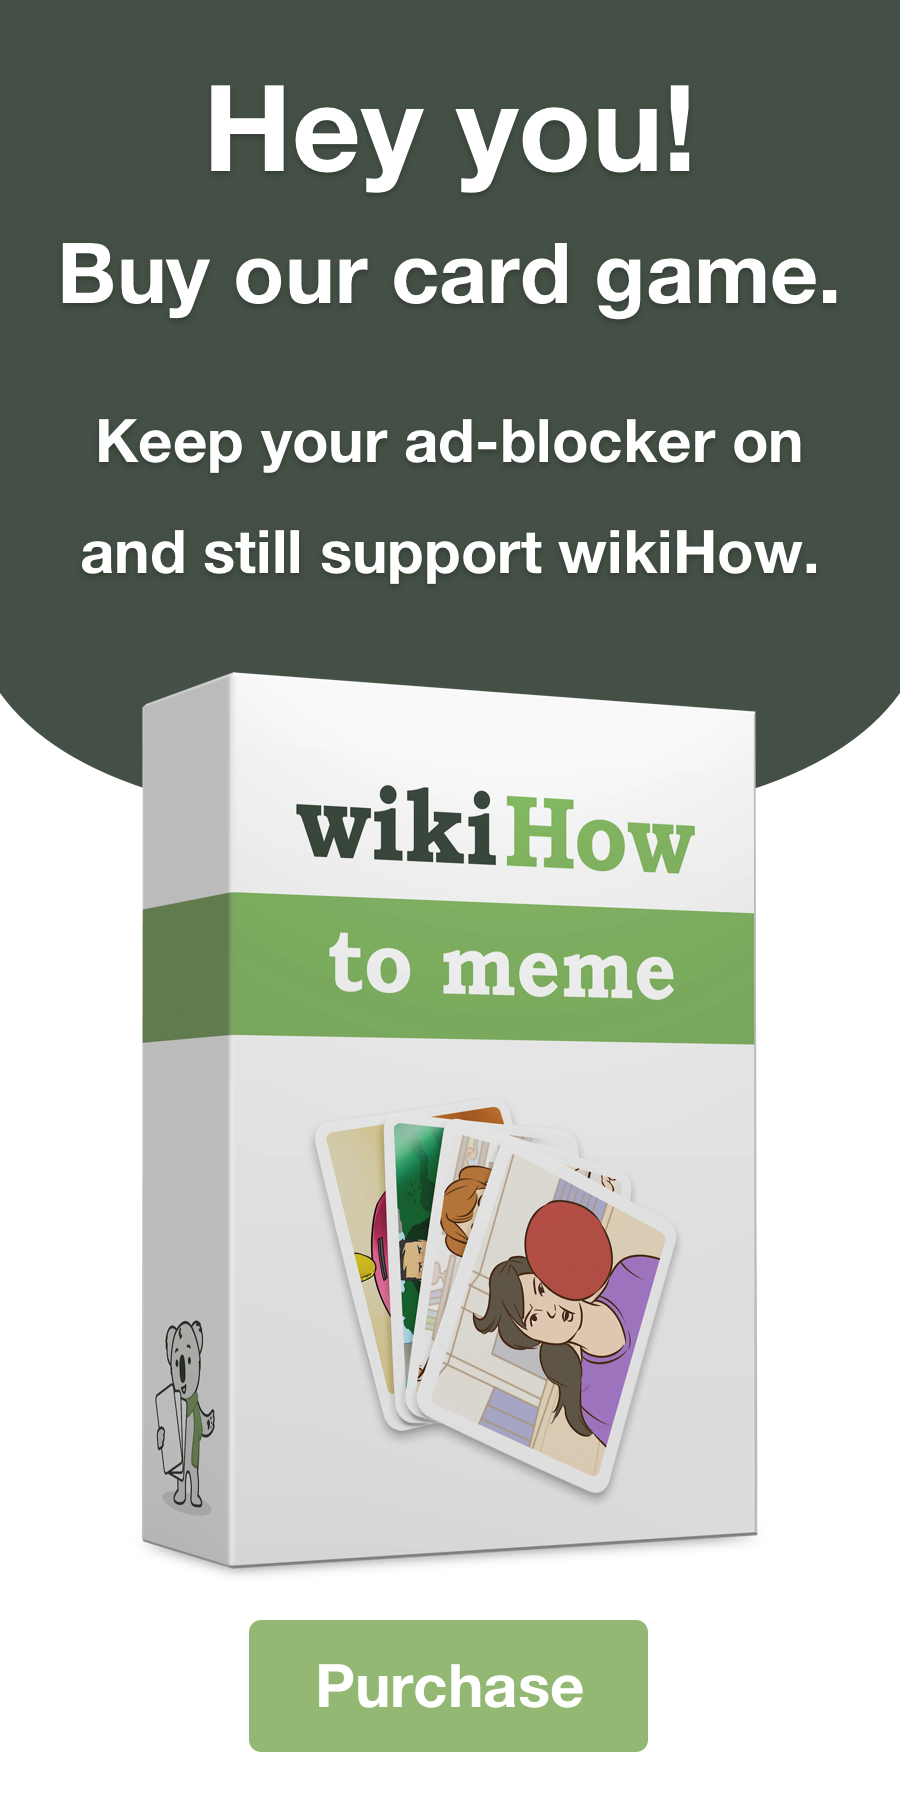 Hey you!
Buy our card game.
Keep your ad-blocker on
and still support wikiHow.
wikiHow
to meme
Purchase